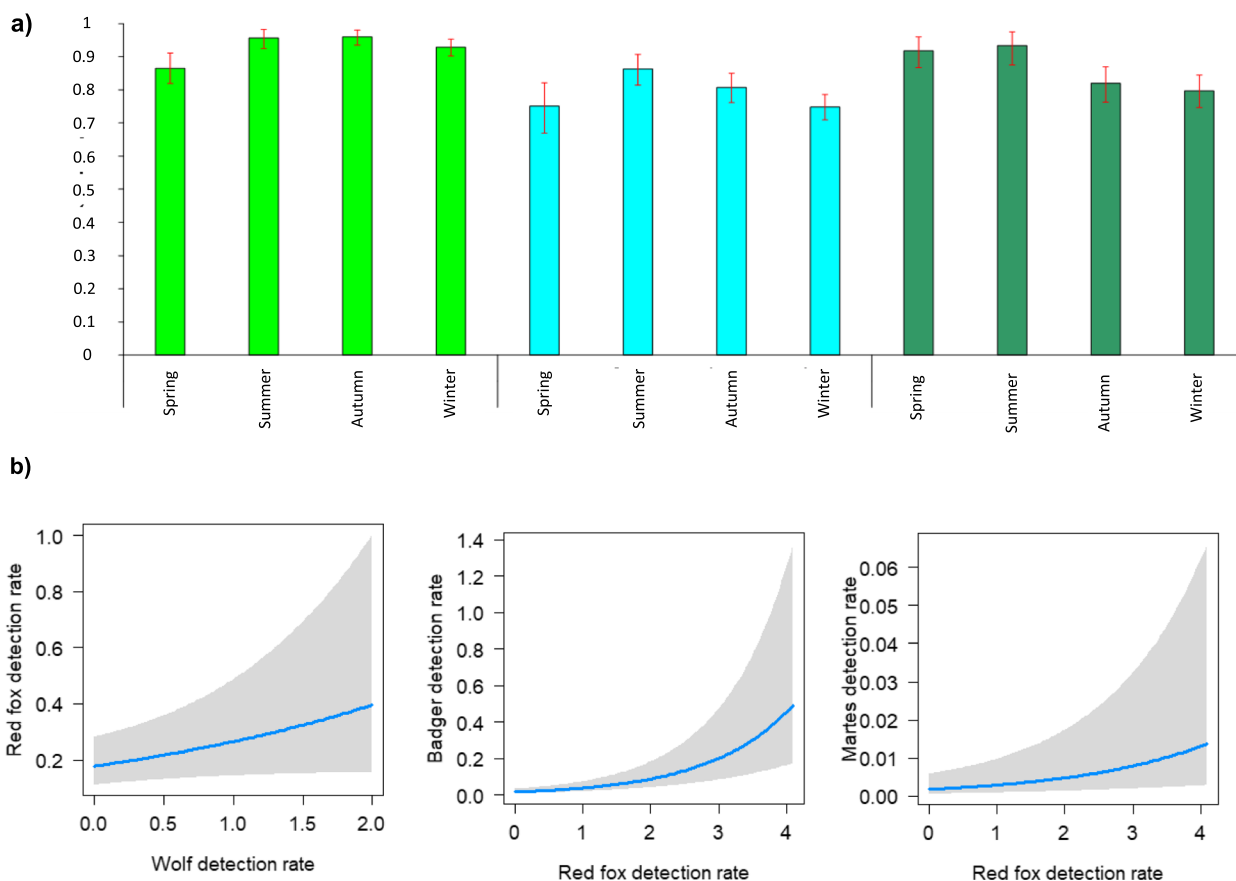 a)
1
0.9
0.8
0.7
0.6
0.5
0.4
0.3
0.2
0.1
0
Spring
Summer
Autumn
Winter
Spring
Summer
Autumn
Winter
Spring
Summer
Autumn
Winter
b)
Red fox detection rate
1.0
0.8
0.6
0.4
0.2
0.0 0.5 1.0 1.5 2.0
Wolf detection rate
Badger detection rate
1.4
1.2
1.0
0.8
0.6
0.4
0.2
0.0
0 1 2 3 4
Red fox detection rate
Martes detection rate
0.06
0.05
0.04
0.03
0.02
0.01
0.00
0 1 2 3 4
Red fox detection rate